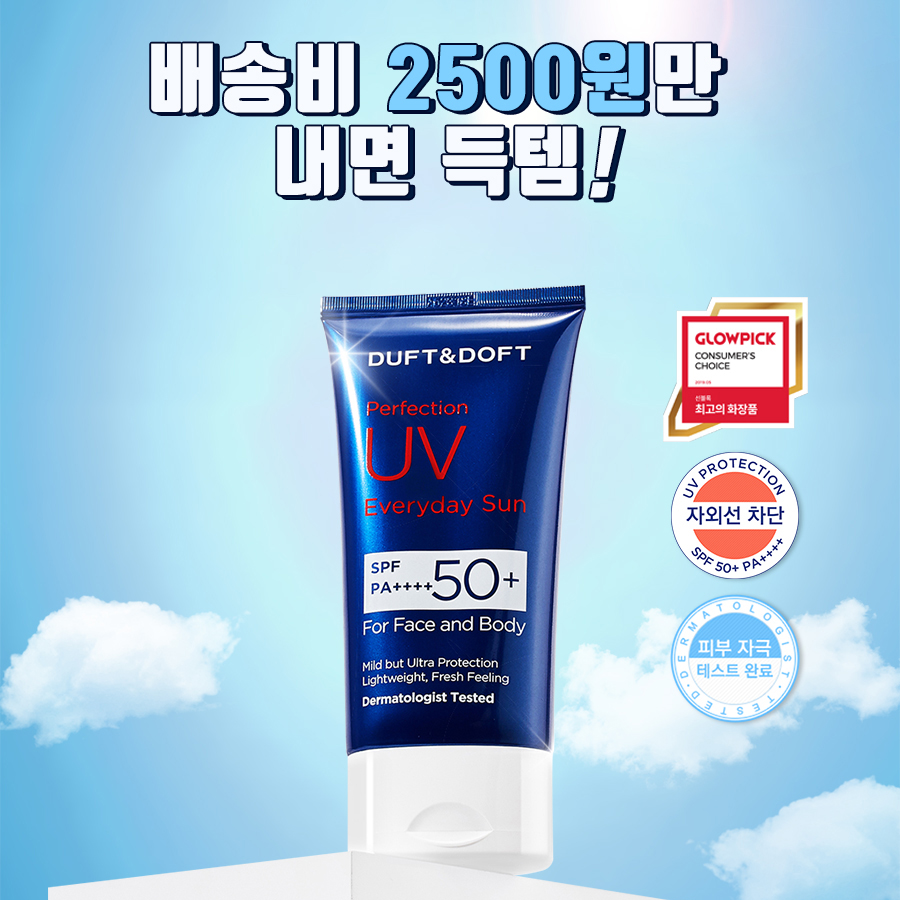 배송비 2500원만
내면 득템!
DUFT&DOFT
Perfection
UV
Everyday Sun
SPF
PA++++ 50+
For Face and Body
Mild but Ultra Protection
Lightweight, Fresh Feeling
Dermatologist Tested
GLOWPICK
CONSUMER'S
CHOICE
선블록
최고의 화장품
UV PROTECTION
자외선 차단
SPF 50+ PA++++
DERMATOLOGIST
피부 자극
테스트 완료
TESTED